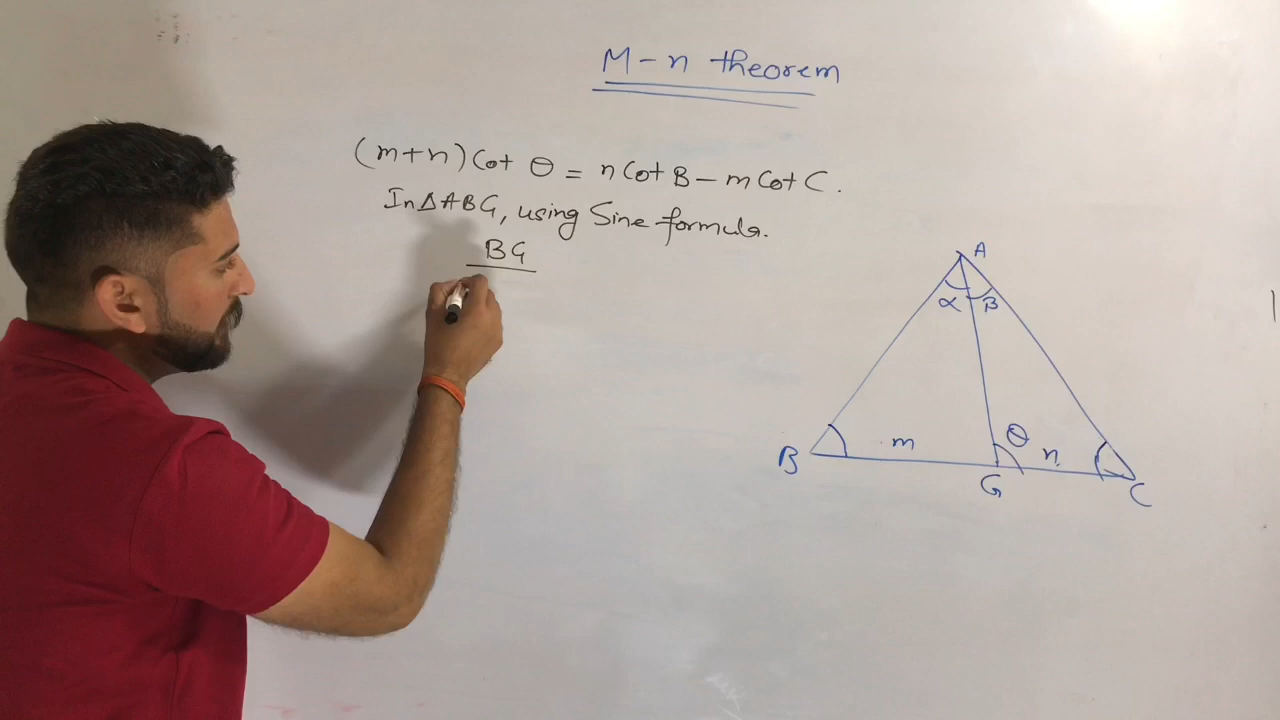 M-n theorem
(m+n) Cot θ = n Cot B - m Cot C.
In ΔABG, using Sine formula.
BG
A
α β
B m θ n C
G